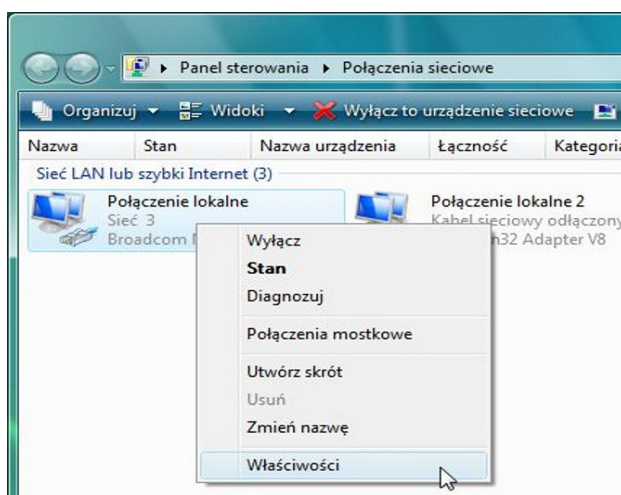 Panel sterowania Połączenia sieciowe
Organizuj Widoki Wyłącz to urządzenie sieciowe
Nazwa Stan Nazwa urządzenia Łączność Kategoria
Sieć LAN lub szybki Internet (3)
Połączenie lokalne
Sieć 3
Broadcom
Połączenie lokalne 2
Kabel sieciowy odłączony
32 Adapter V8
Wyłącz
Stan
Diagnozuj
Połączenia mostkowe
Utwórz skrót
Usuń
Zmień nazwę
Właściwości